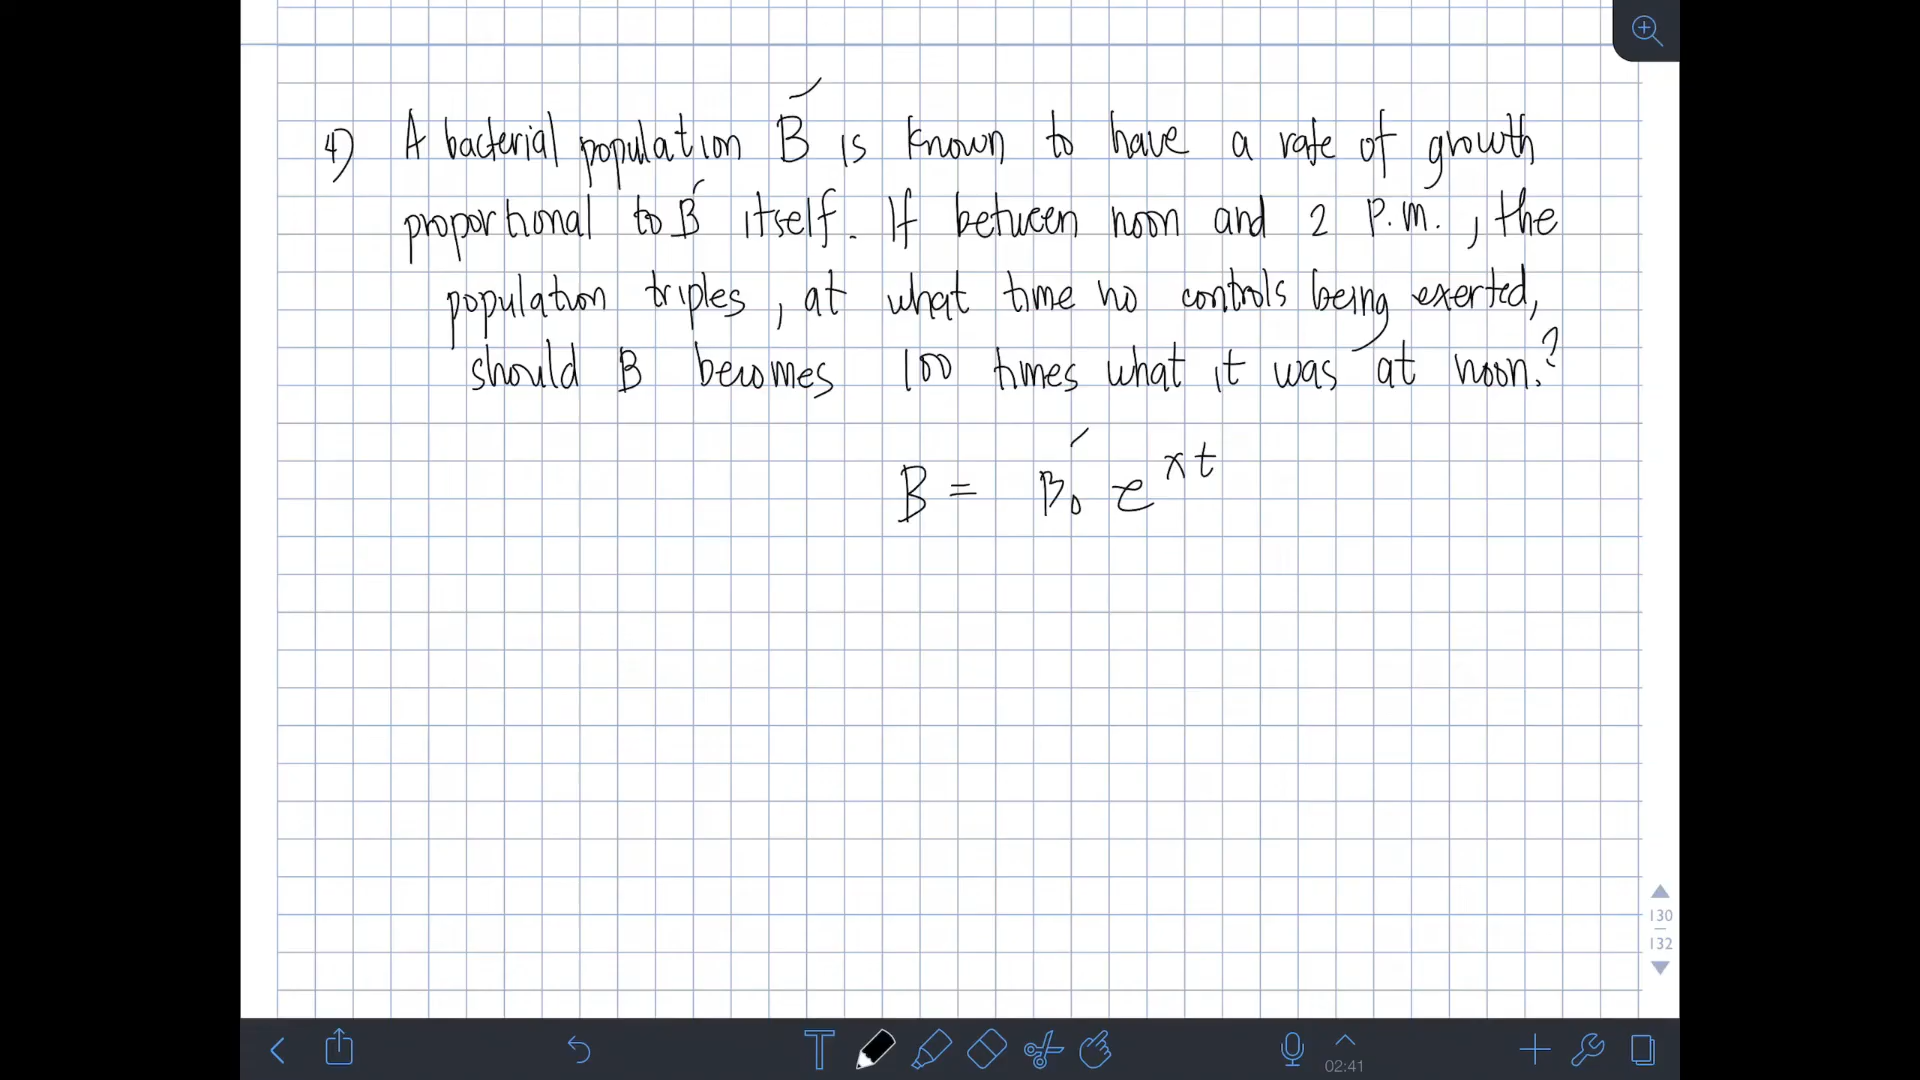 4) A bacterial population B is known to have a rate of growth
proportional to B itself. If between noon and 2 P.M., the
population triples, at what time no controls being exerted,
should B becomes 100 times what it was at noon?
B = B₀ e^{xt}
130
132
T
02:41